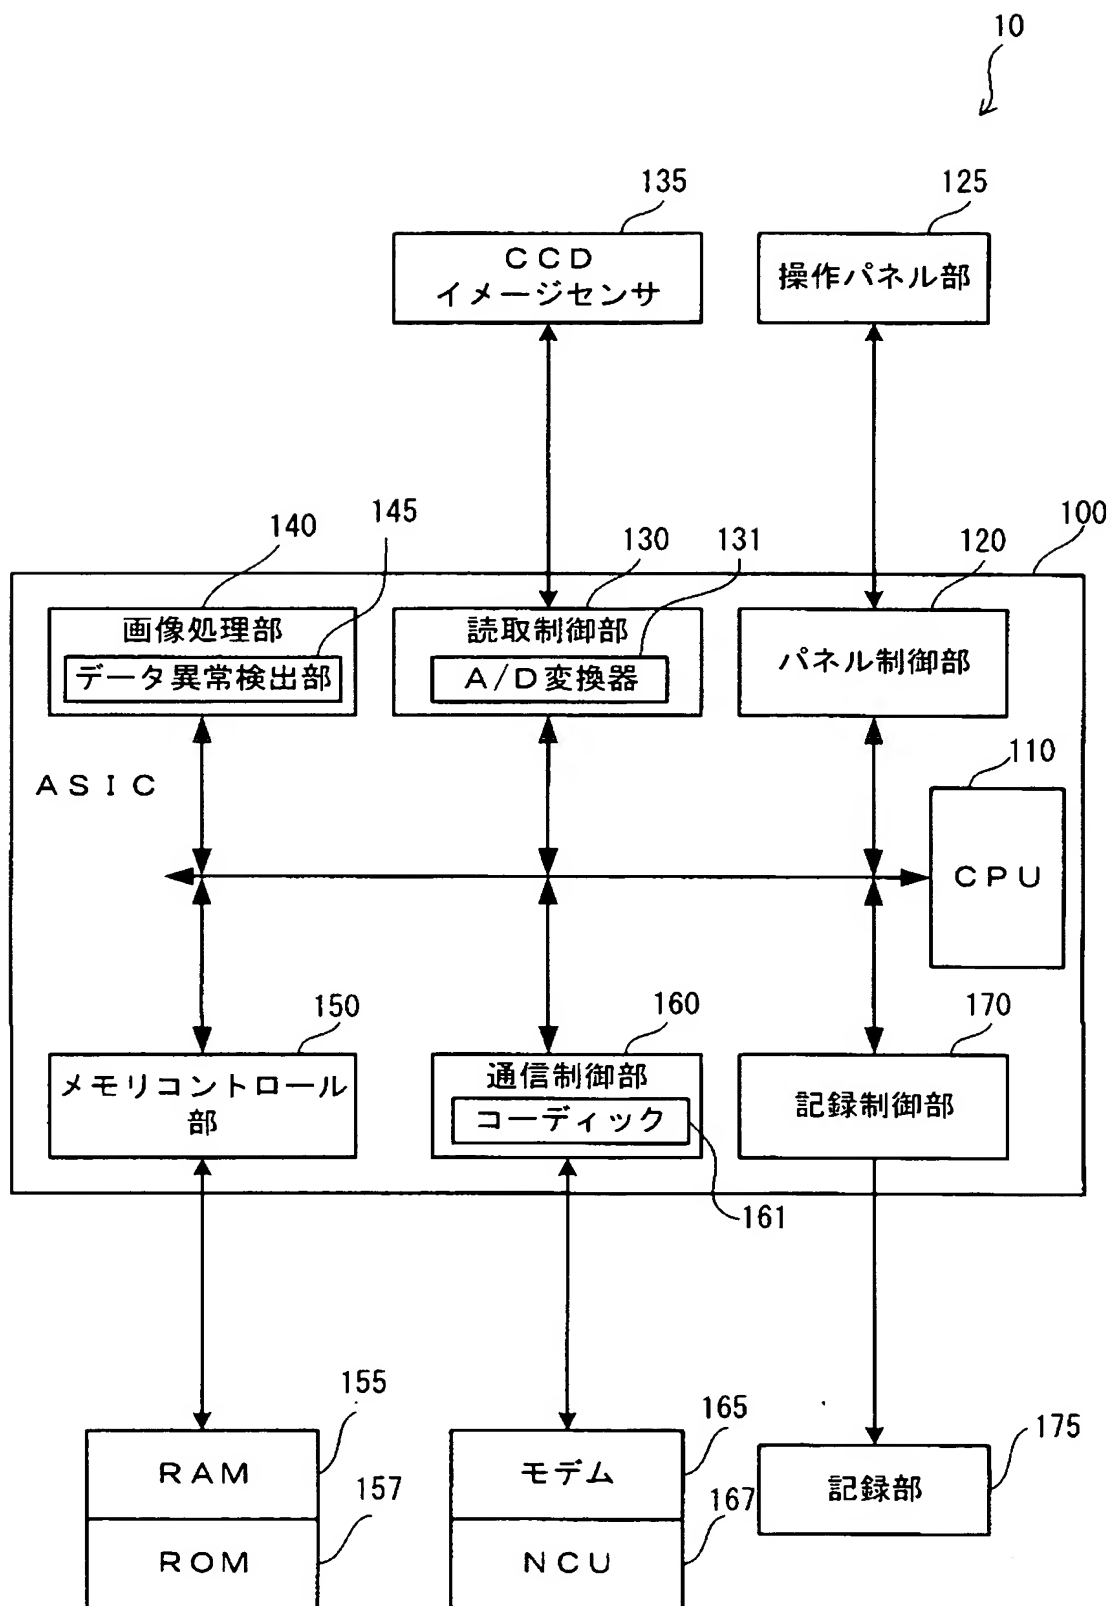 10
135
125
CCD
イメージセンサ
操作パネル部
140
145
130
131
120
100
画像処理部
データ異常検出部
読取制御部
A/D変換器
パネル制御部
ASIC
110
CPU
150
160
170
メモリコントロール
部
通信制御部
コーディック
記録制御部
161
155
165
175
RAM
モデム
記録部
157
167
ROM
NCU